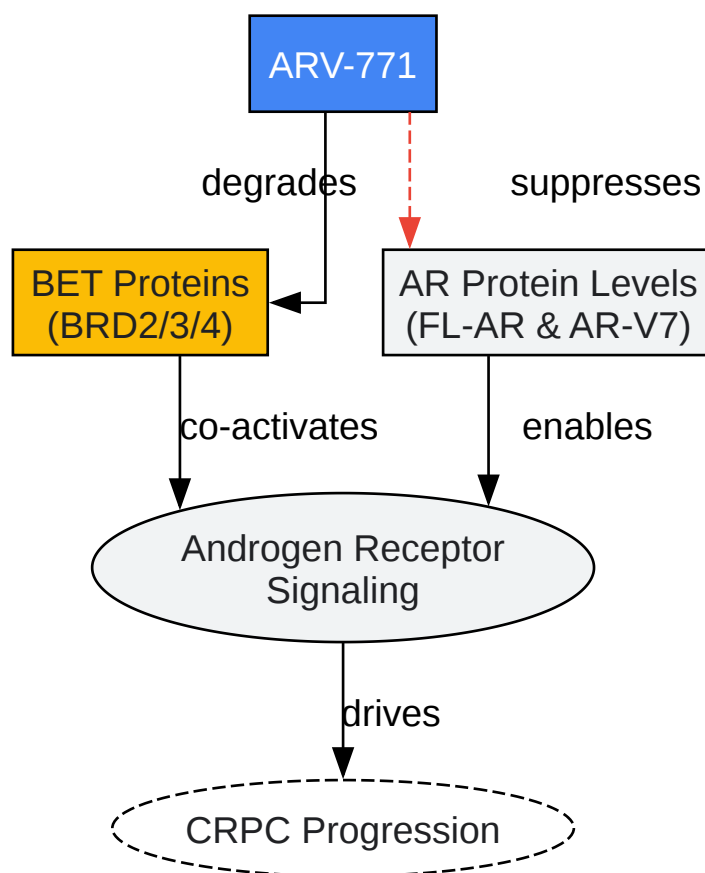 ARV-771
degrades
suppresses
BET Proteins
(BRD2/3/4)
AR Protein Levels
(FL-AR & AR-V7)
co-activates
enables
Androgen Receptor
Signaling
drives
CRPC Progression